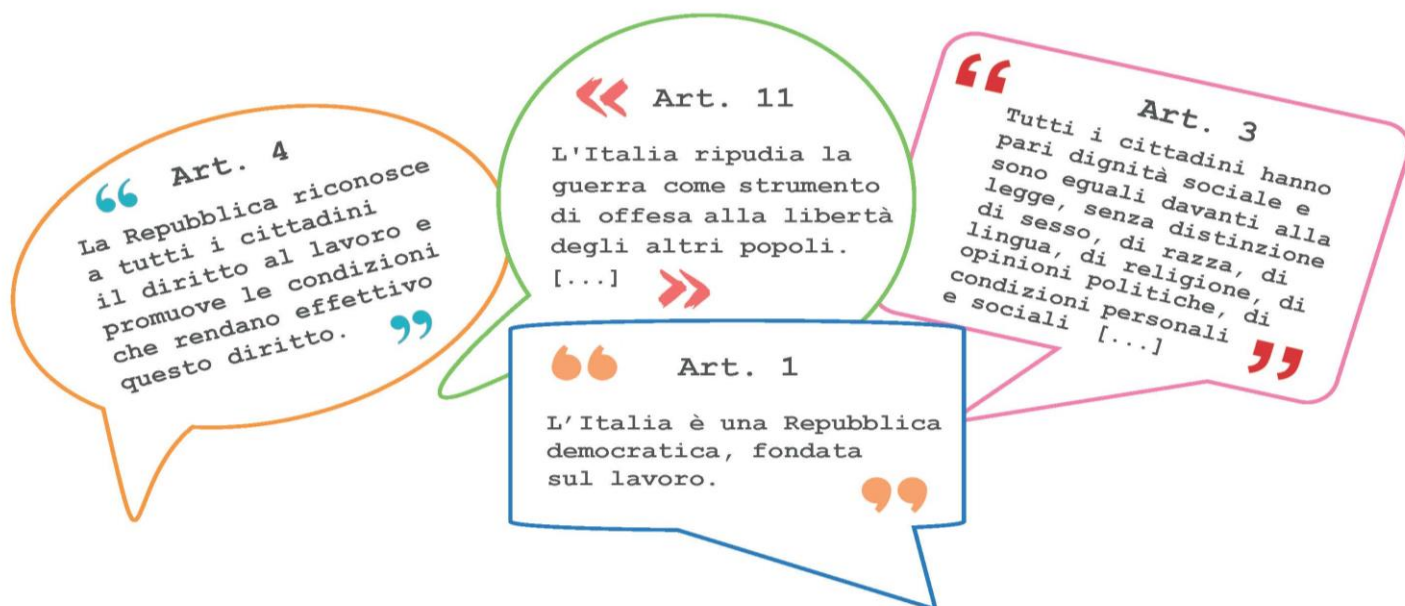 Art. 4
“
La Repubblica riconosce
a tutti i cittadini
il diritto al lavoro e
promuove le condizioni
che rendano effettivo
questo diritto. ”
« Art. 11
L'Italia ripudia la
guerra come strumento
di offesa alla libertà
degli altri popoli.
[...] »
“ Art. 3
Tutti i cittadini hanno
pari dignità sociale e
sono eguali davanti alla
legge, senza distinzione
di sesso, di razza, di
lingua, di religione, di
opinioni politiche, di
condizioni personali
e sociali [...] ”
“ Art. 1
L’Italia è una Repubblica
democratica, fondata
sul lavoro. ”